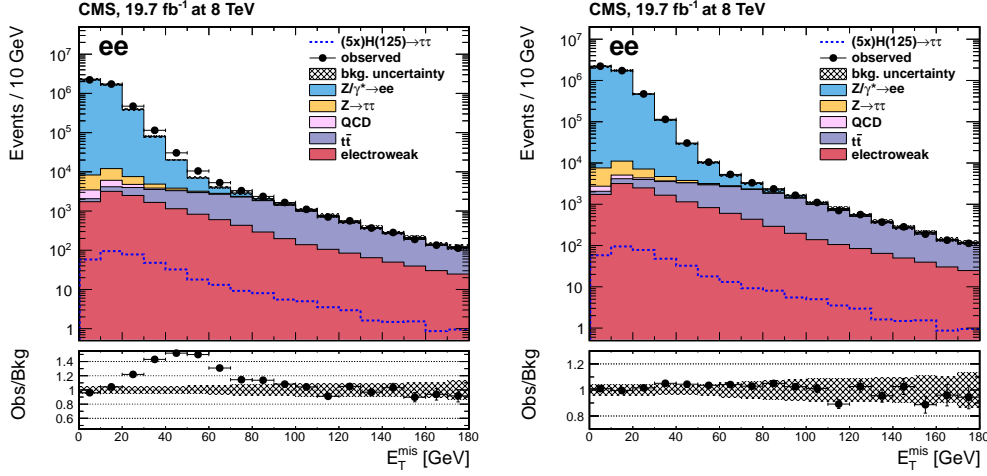 CMS, 19.7 fb⁻¹ at 8 TeV
ee
(5x)H(125)→ττ
observed
bkg. uncertainty
Z/γ*→ee
Z→ττ
QCD
tt̄
electroweak
Events / 10 GeV
10⁷
10⁶
10⁵
10⁴
10³
10²
10
1
Obs/Bkg
1.4
1.2
1
0.8
0.6
0 20 40 60 80 100 120 140 160 180
E_T^mis [GeV]
CMS, 19.7 fb⁻¹ at 8 TeV
ee
(5x)H(125)→ττ
observed
bkg. uncertainty
Z/γ*→ee
Z→ττ
QCD
tt̄
electroweak
Events / 10 GeV
10⁷
10⁶
10⁵
10⁴
10³
10²
10
1
Obs/Bkg
1.2
1.0
0.8
0 20 40 60 80 100 120 140 160 180
E_T^mis [GeV]